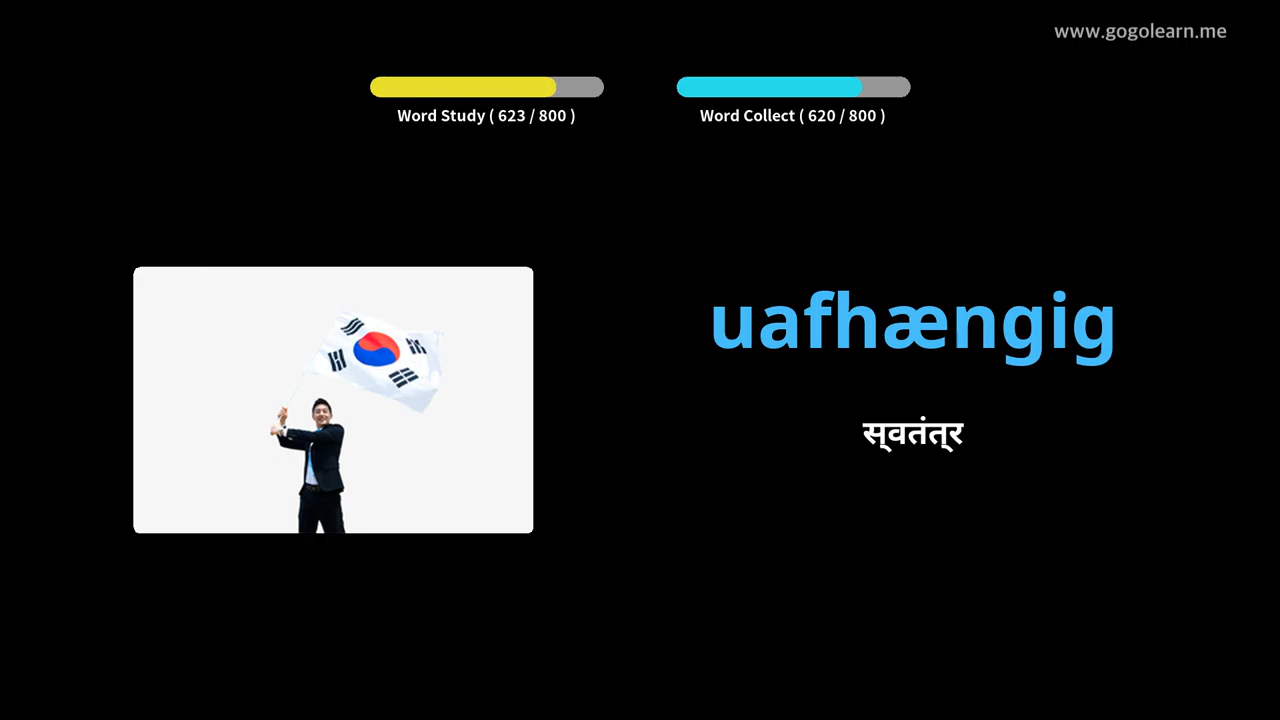 www.gogolearn.me
Word Study ( 623 / 800 )
Word Collect ( 620 / 800 )
uafhængig
स्वतंत्र